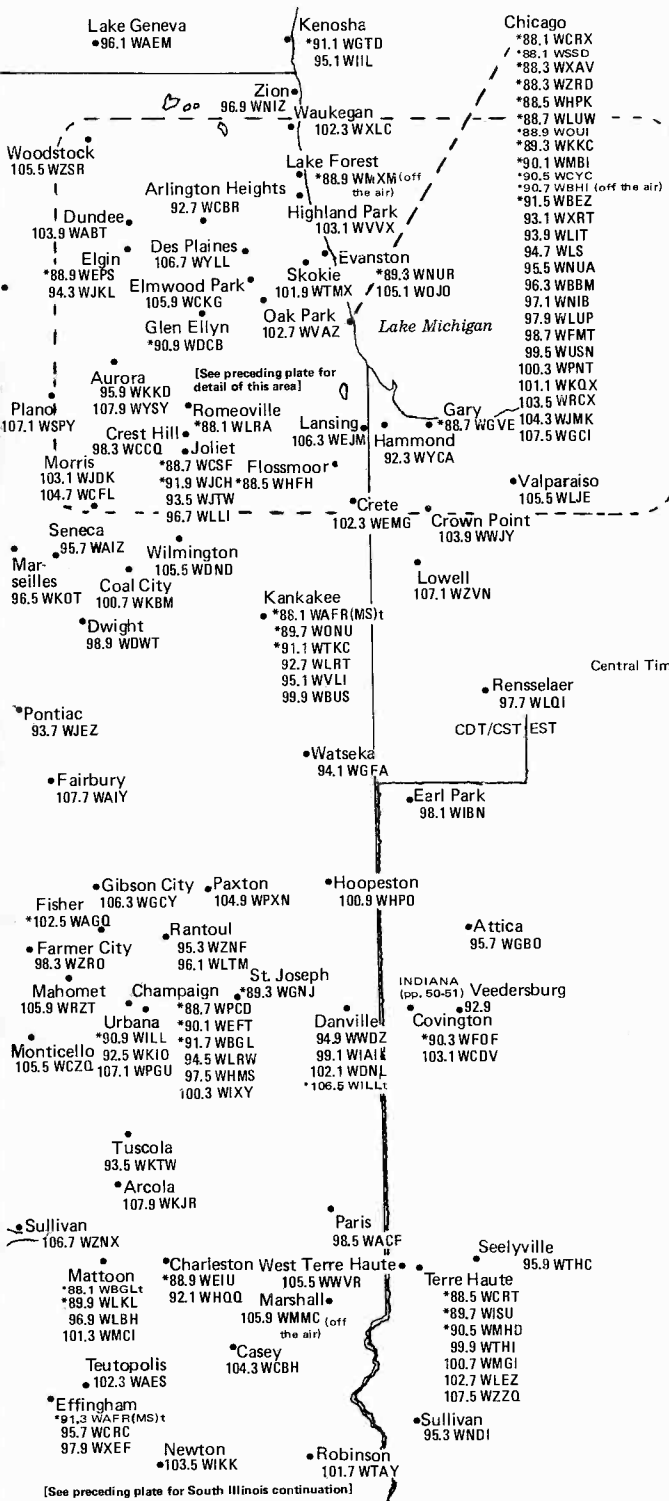 Lake Geneva
96.1 WAEM
Kenosha
*91.1 WGTD
95.1 WIIL
Zion
96.9 WNIZ
Waukegan
102.3 WXLC
Woodstock
105.5 WZSR
Lake Forest
*88.9 WMXM (off
the air)
Arlington Heights
92.7 WCBR
Highland Park
103.1 VVVX
Dundee
103.9 WABT
Des Plaines
106.7 WYLL
Evanston
*89.3 WNUR
105.1 WOJO
Elgin
*88.9 WEPS
94.3 WJKL
Skokie
101.9 WTMX
Elmwood Park
105.9 WCKG
Oak Park
102.7 WVAZ
Glen Ellyn
*90.9 WDCB
Lake Michigan
Chicago
*88.1 WCRX
*88.1 WSSD
*88.3 WXAV
*88.3 WZRD
*88.5 WHPK
*88.7 WLUW
*88.9 WOUI
*89.3 WKKC
*90.1 WMBI
*90.5 WCYC
*90.7 WBHI (off the air)
*91.5 WBEZ
93.1 WXRT
93.9 WLIT
94.7 WLS
95.5 WNUA
96.3 WBBM
97.1 WNIB
97.9 WLUP
98.7 WFMT
99.5 WUSN
100.3 WPNT
101.1 WKQX
103.5 WRCX
104.3 WJMK
107.5 WGCI
Aurora
95.9 WKKD
107.9 WYSY
[See preceding plate for
detail of this area]
Plano
107.1 WSPY
Romeoville
*88.1 WLRA
Lansing
106.3 WEJM
Gary
*88.7 WGVE
Hammond
92.3 WYCA
Crest Hill
98.3 WCCQ
Joliet
*88.7 WCSF
*91.9 WJCH
93.5 WJTW
96.7 WLLI
Flossmoor
*88.5 WHFH
Morris
103.1 WJDK
104.7 WCFL
Valparaiso
105.5 WLJE
Crete
102.3 WEMG
Crown Point
103.9 WWJY
Seneca
95.7 WAIZ
Wilmington
105.5 WDND
Mar-
seilles
96.5 WKOT
Coal City
100.7 WKBM
Lowell
107.1 WZVN
Dwight
98.9 WDWT
Kankakee
*88.1 WAFR(MS)t
*89.7 WONU
*91.1 WTKC
92.7 WLRT
95.1 WVLI
99.9 WBUS
Central Tim
Rensselaer
97.7 WLQI
Pontiac
93.7 WJEZ
CDT/CST EST
Watseka
94.1 WGFA
Fairbury
107.7 WAIY
Earl Park
98.1 WIBN
Gibson City
106.3 WGCY
Paxton
104.9 WPXN
Hoopeston
100.9 WHPO
Fisher
*102.5 WAGQ
Attica
95.7 WGBO
Farmer City
98.3 WZRO
Rantoul
95.3 WZNF
96.1 WLTM
St. Joseph
*89.3 WGNJ
INDIANA
(pp. 50-51)
Veedersburg
92.9
Mahomet
105.9 WRZT
Champaign
*88.7 WPCD
*90.1 WEFT
*91.7 WBGL
94.5 WLRW
97.5 WHMS
100.3 WIXY
Urbana
*90.9 WILL
92.5 WKIO
107.1 WPGU
Danville
94.9 WWDZ
99.1 WIAI
102.1 WDNL
*106.5 WILLt
Covington
*90.3 WFOF
103.1 WCDV
Monticello
105.5 WCZQ
Tuscola
93.5 WKTW
Arcola
107.9 WKJR
Sullivan
106.7 WZNX
Paris
98.5 WACF
Seelyville
95.9 WTHC
Mattoon
*88.1 WBGLt
*89.9 WLKL
96.9 WLBH
101.3 WMCI
Charleston
*88.9 WEIU
92.1 WHQQ
West Terre Haute
105.5 WWVR
Terre Haute
*88.5 WCRT
*89.7 WISU
*90.5 WMHD
99.9 WTHI
100.7 WMGI
102.7 WLEZ
107.5 WZZQ
Marshall
105.9 WMMC (off
the air)
Casey
104.3 WCBH
Teutopolis
102.3 WAES
Effingham
*91.3 WAFR(MS)t
95.7 WCRC
97.9 WXEF
Sullivan
95.3 WNDI
Newton
103.5 WIKK
Robinson
101.7 WTAY
[See preceding plate for South Illinois continuation]